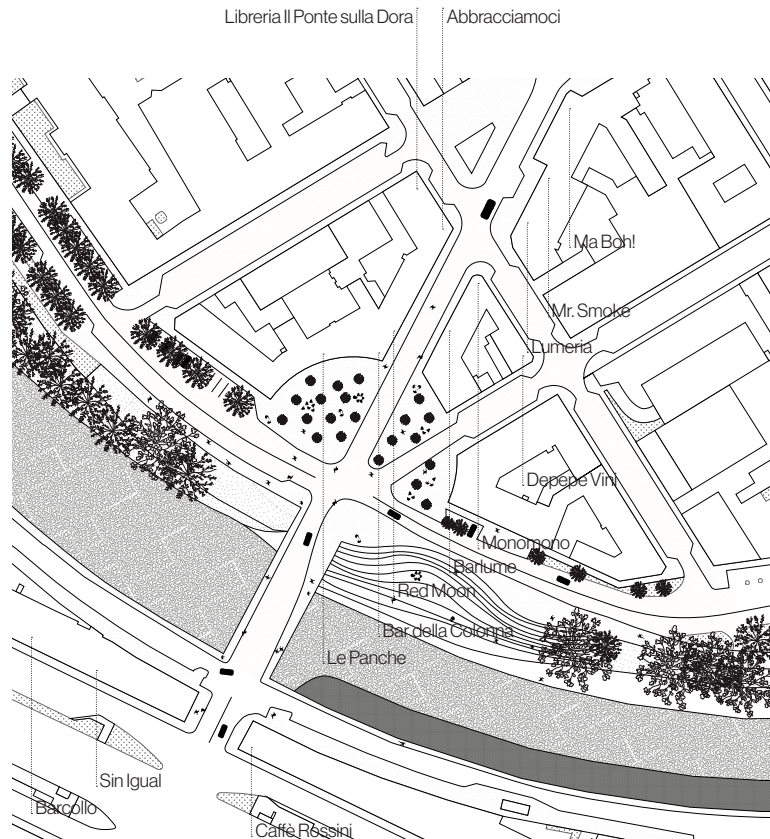 Libreria Il Ponte sulla Dora
Abbracciamoci
Ma Boh!
Mr. Smoke
Lumeria
Depepe Vini
Monomono
Barlume
Red Moon
Bar della Colonna
Le Panche
Sin Igual
Barcollo
Caffè Rossini